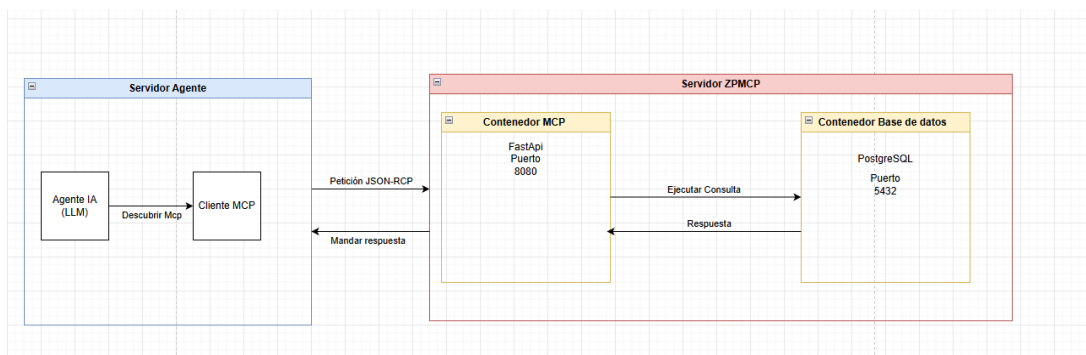 Servidor Agente
Agente IA
(LLM)
Descubrir Mcp
Cliente MCP
Petición JSON-RCP
Mandar respuesta
Servidor ZPMCP
Contenedor MCP
FastApi
Puerto
8080
Ejecutar Consulta
Respuesta
Contenedor Base de datos
PostgreSQL
Puerto
5432